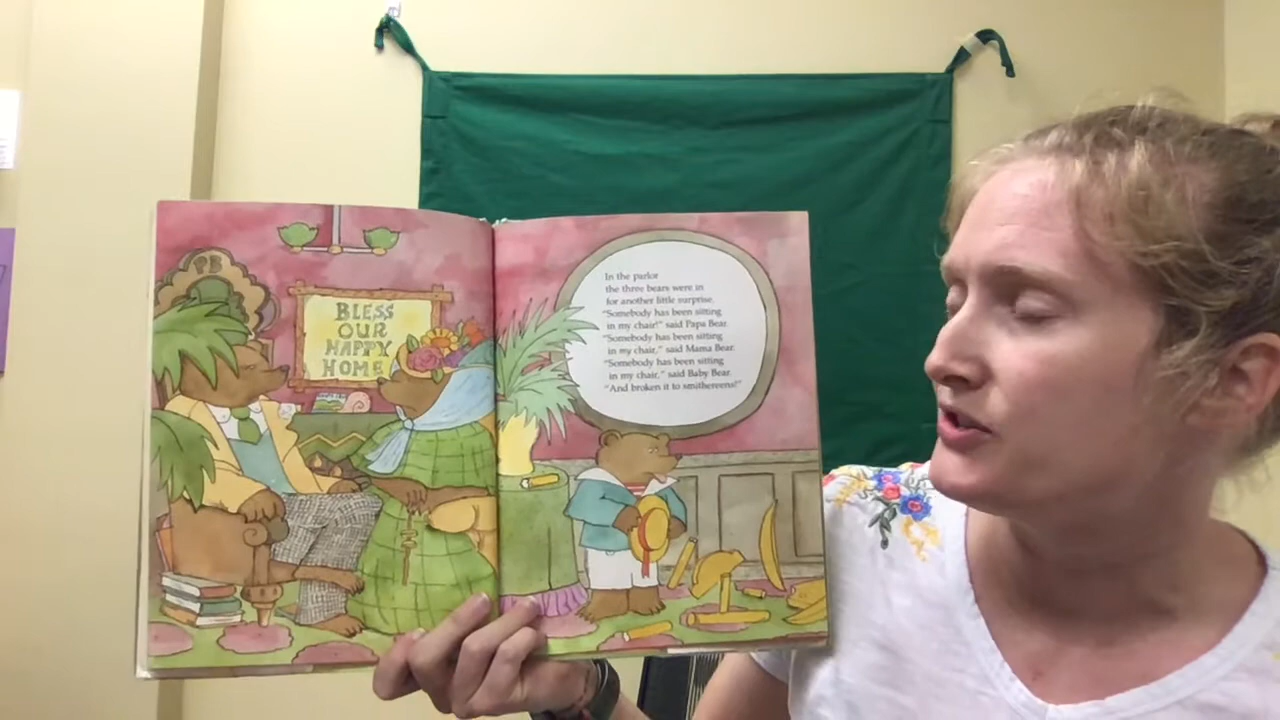 PB
BLESS
OUR
HAPPY
HOME
In the parlor
the three bears were in
for another little surprise.
"Somebody has been sitting
in my chair!" said Papa Bear.
"Somebody has been sitting
in my chair," said Mama Bear.
"Somebody has been sitting
in my chair," said Baby Bear.
"And broken it to smithereens!"